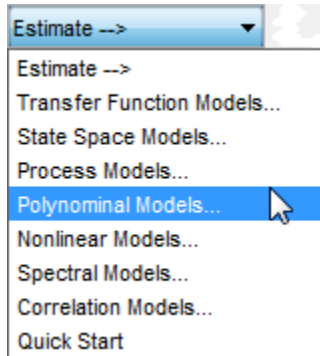 Estimate -->
Estimate -->
Transfer Function Models...
State Space Models...
Process Models...
Polynominal Models...
Nonlinear Models...
Spectral Models...
Correlation Models...
Quick Start